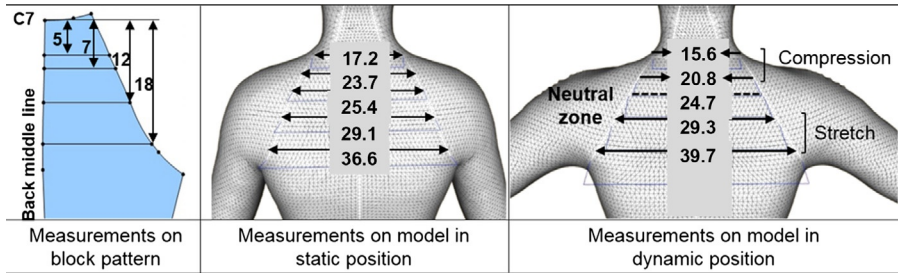 C7
5
7
12
18
Back middle line
Measurements on
block pattern
17.2
23.7
25.4
29.1
36.6
Measurements on model in
static position
15.6
20.8
24.7
29.3
39.7
Compression
Neutral
zone
Stretch
Measurements on model in
dynamic position